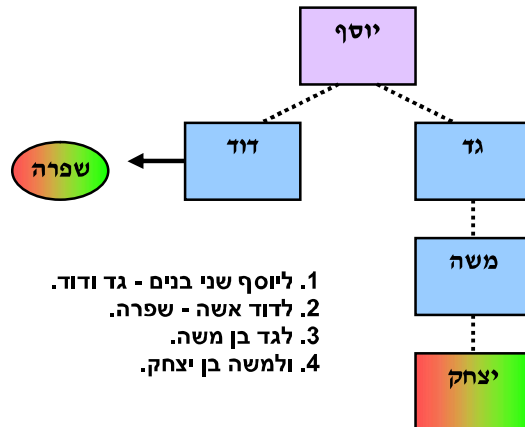 יוסף
דוד
גד
שפרה
משה
1. ליוסף שני בנים - גד ודוד.
2. לדוד אשה - שפרה.
3. לגד בן משה.
4. ולמשה בן יצחק.
יצחק